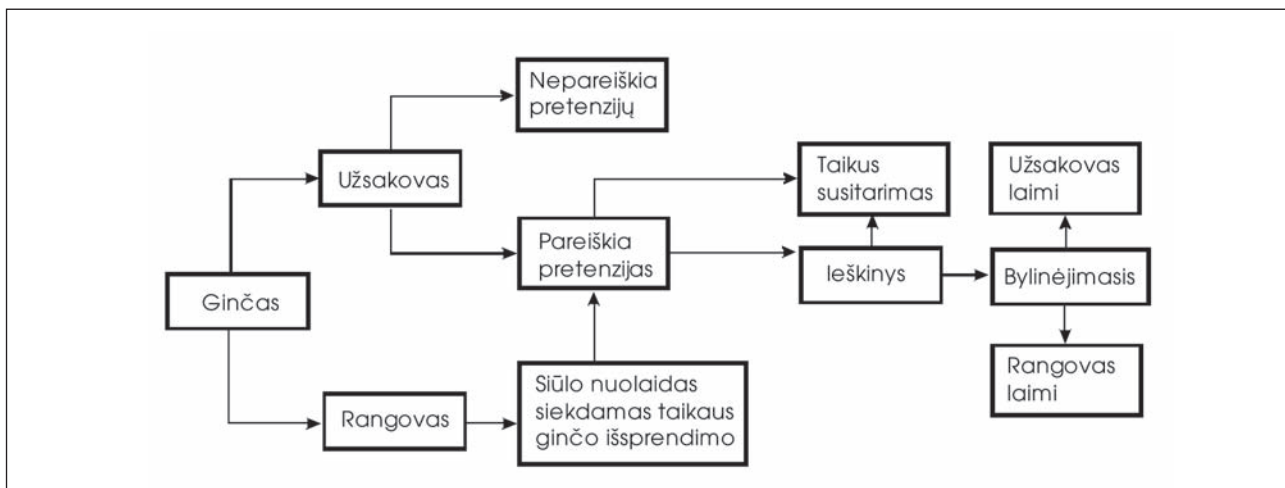 Nepareiškia
pretenzijų
Užsakovas
Taikus
susitarimas
Užsakovas
laimi
Pareiškia
pretenzijas
Ieškinys
Bylinėjimasis
Ginčas
Rangovas
laimi
Rangovas
Siūlo nuolaidas
siekdamas taikaus
ginčo išsprendimo